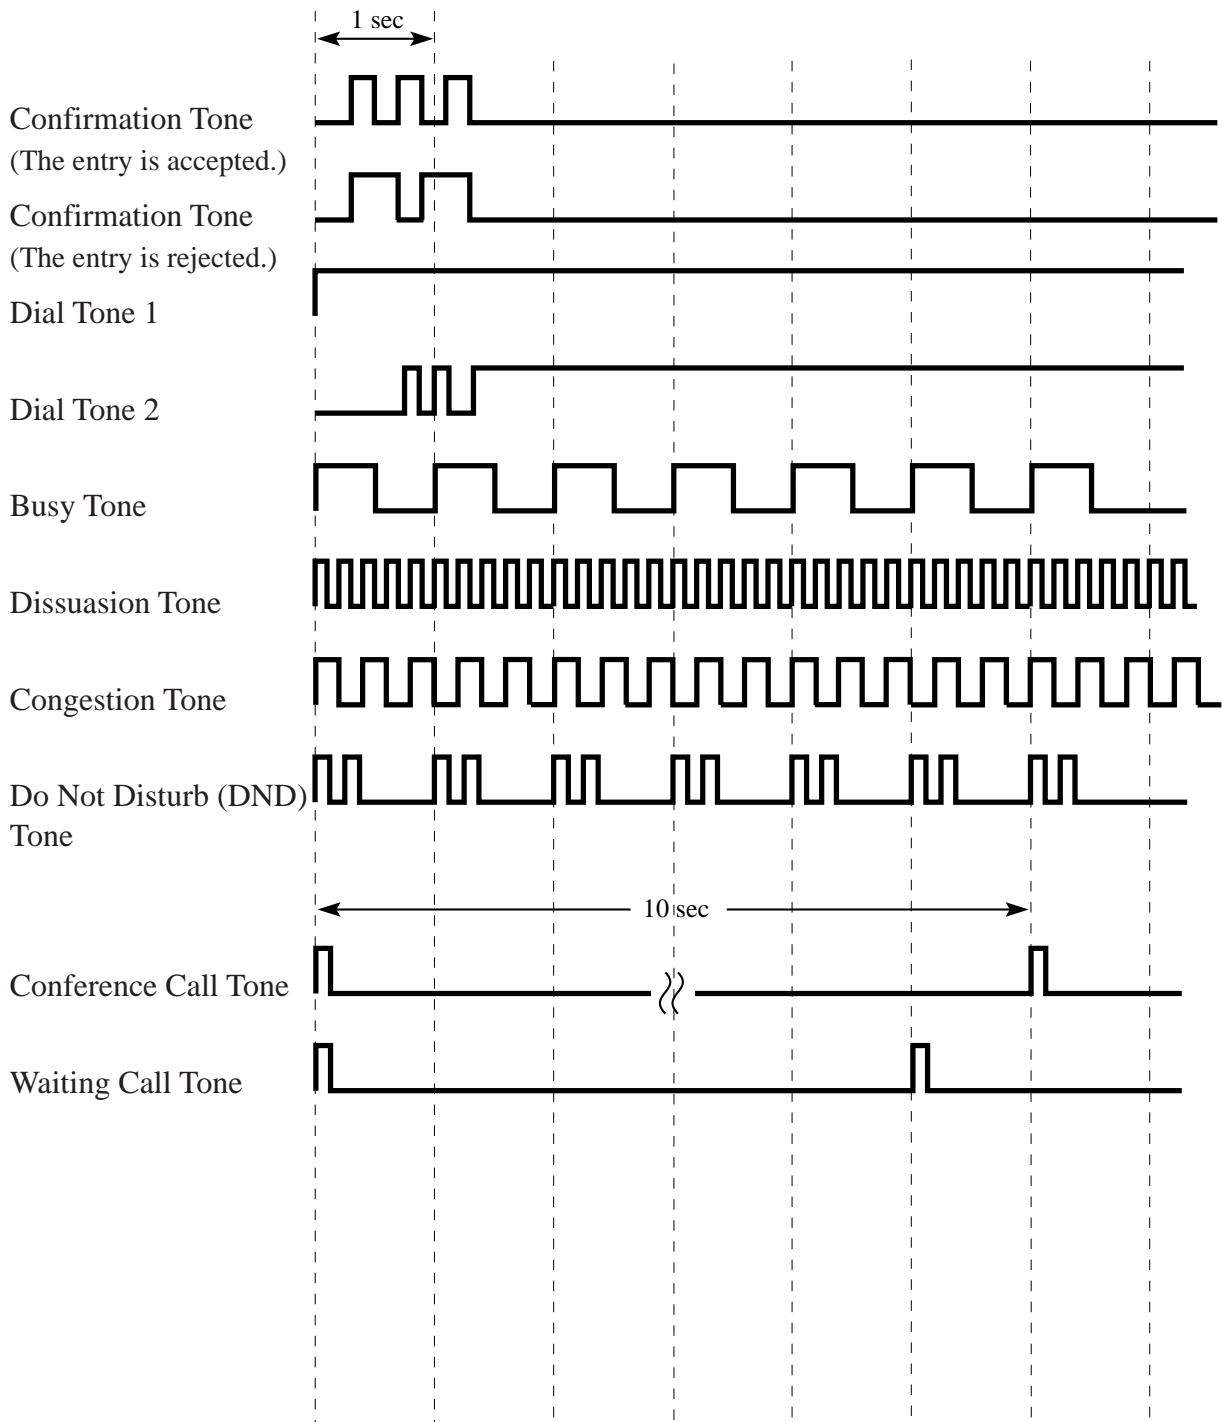 1 sec
Confirmation Tone
(The entry is accepted.)
Confirmation Tone
(The entry is rejected.)
Dial Tone 1
Dial Tone 2
Busy Tone
Dissuasion Tone
Congestion Tone
Do Not Disturb (DND)
Tone
10 sec
Conference Call Tone
Waiting Call Tone